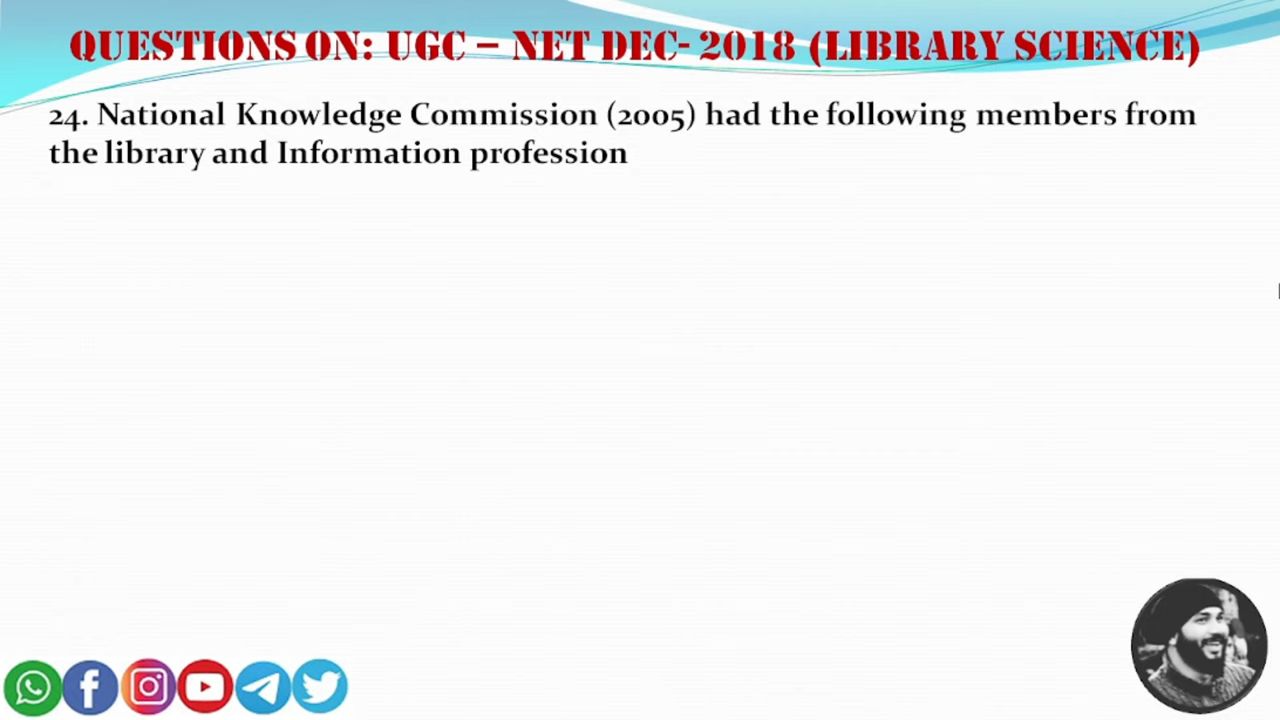 QUESTIONS ON: UGC – NET DEC- 2018 (LIBRARY SCIENCE)
24. National Knowledge Commission (2005) had the following members from
the library and Information profession